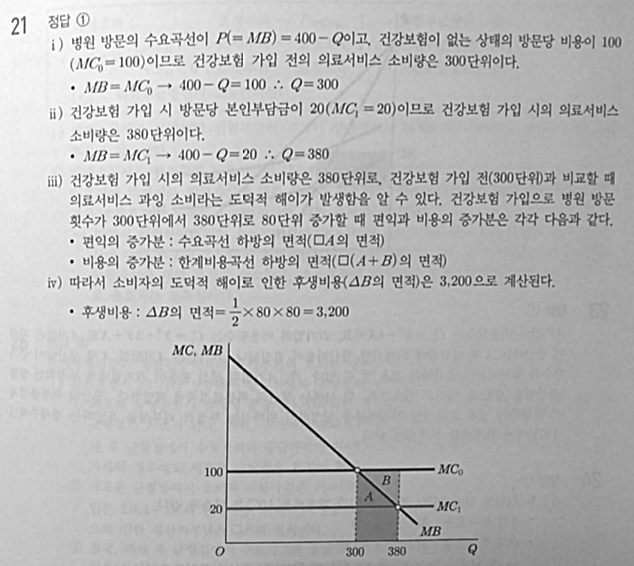 21 정답 ①
ⅰ) 병원 방문의 수요곡선이 P(=MB)=400-Q이고, 건강보험이 없는 상태의 방문당 비용이 100
(MC₀=100)이므로 건강보험 가입 전의 의료서비스 소비량은 300단위이다.
• MB=MC₀ → 400-Q=100 ∴ Q=300
ⅱ) 건강보험 가입 시 방문당 본인부담금이 20(MC₁=20)이므로 건강보험 가입 시의 의료서비스
소비량은 380단위이다.
• MB=MC₁ → 400-Q=20 ∴ Q=380
ⅲ) 건강보험 가입 시의 의료서비스 소비량은 380단위로, 건강보험 가입 전(300단위)과 비교할 때
의료서비스 과잉 소비라는 도덕적 해이가 발생함을 알 수 있다. 건강보험 가입으로 병원 방문
횟수가 300단위에서 380단위로 80단위 증가할 때 편익과 비용의 증가분은 각각 다음과 같다.
• 편익의 증가분 : 수요곡선 하방의 면적(□A의 면적)
• 비용의 증가분 : 한계비용곡선 하방의 면적(□(A+B)의 면적)
ⅳ) 따라서 소비자의 도덕적 해이로 인한 후생비용(△B의 면적)은 3,200으로 계산된다.
• 후생비용 : △B의 면적=1/2×80×80=3,200
MC, MB
100
MC₀
B
A
20
MC₁
MB
O
300
380
Q